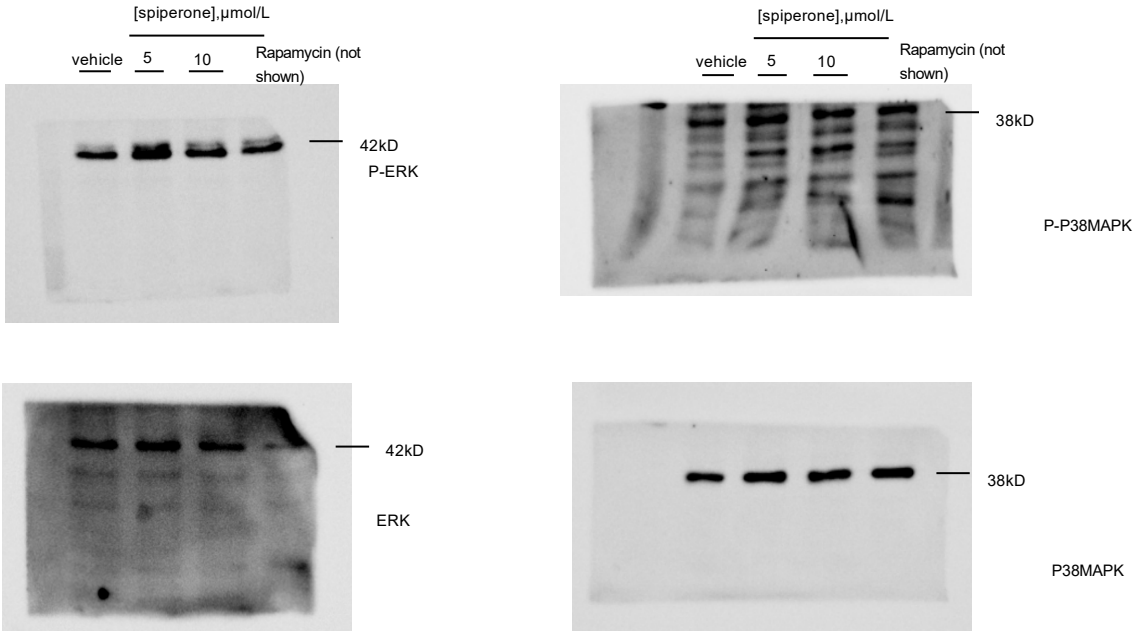 [spiperone],µmol/L
vehicle 5 10 Rapamycin (not
shown)
42kD
P-ERK
[spiperone],µmol/L
vehicle 5 10 Rapamycin (not
shown)
38kD
P-P38MAPK
42kD
ERK
38kD
P38MAPK